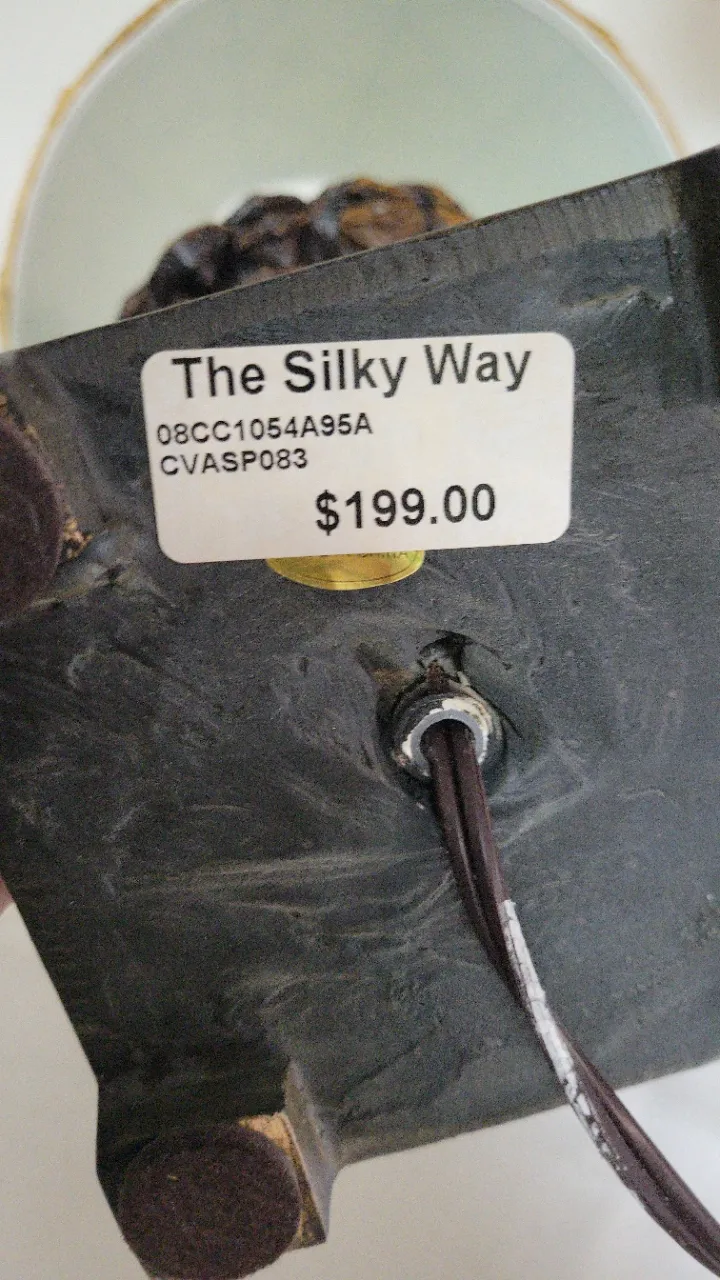 The Silky Way
08CC1054A95A
CVASP083
$199.00